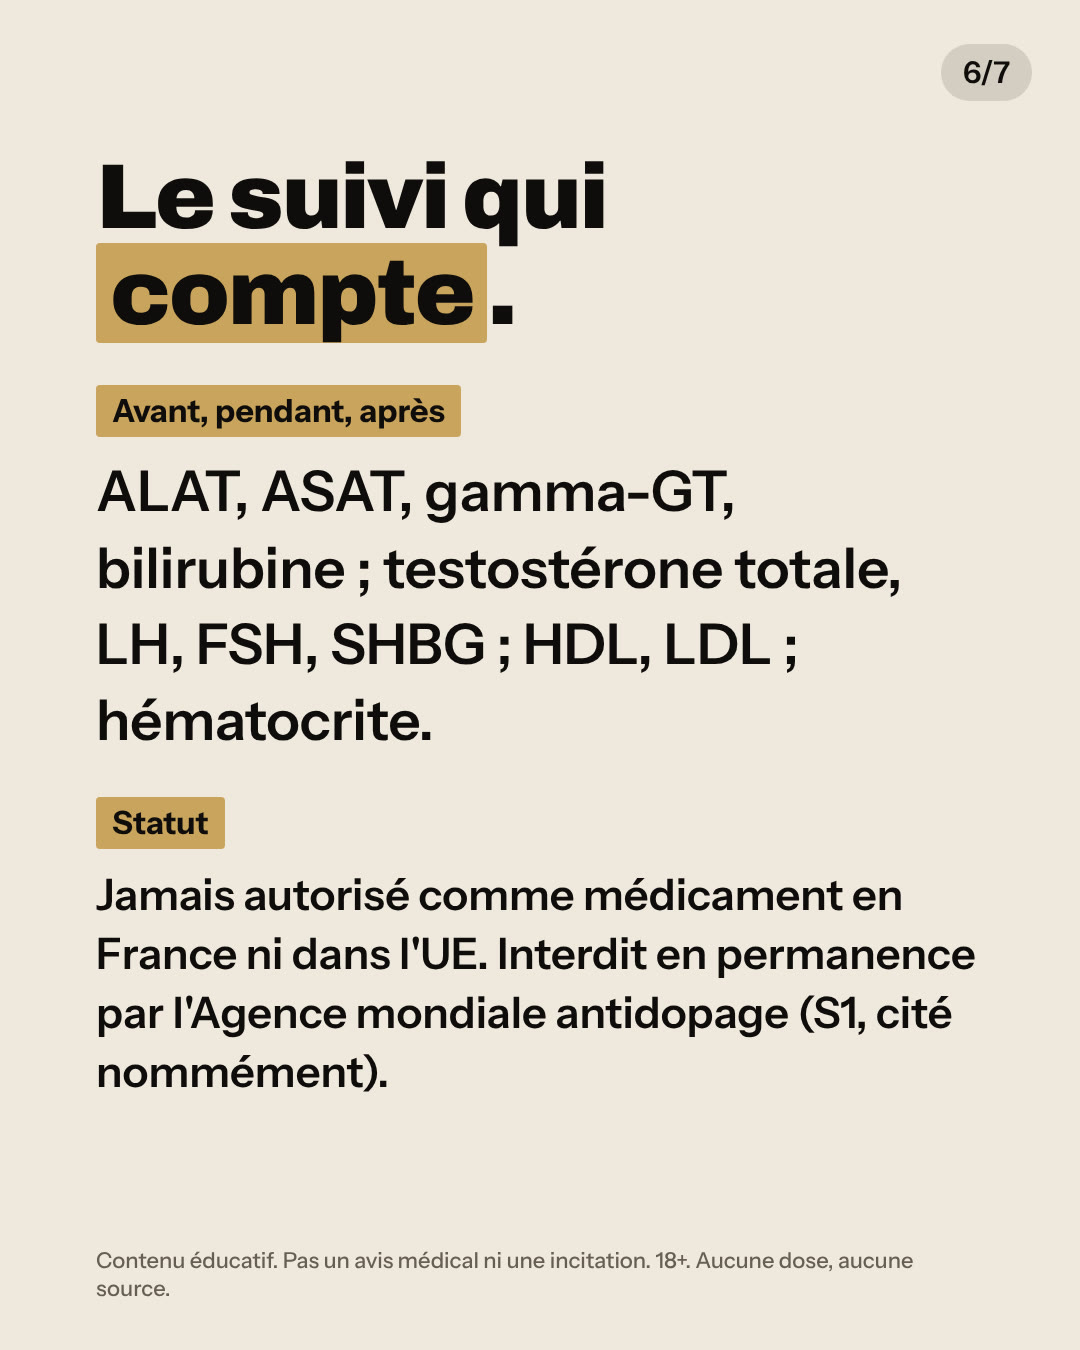 6/7
Le suivi qui
compte.
Avant, pendant, après
ALAT, ASAT, gamma-GT,
bilirubine ; testostérone totale,
LH, FSH, SHBG ; HDL, LDL ;
hématocrite.
Statut
Jamais autorisé comme médicament en
France ni dans l'UE. Interdit en permanence
par l'Agence mondiale antidopage (S1, cité
nommément).
Contenu éducatif. Pas un avis médical ni une incitation. 18+. Aucune dose, aucune
source.